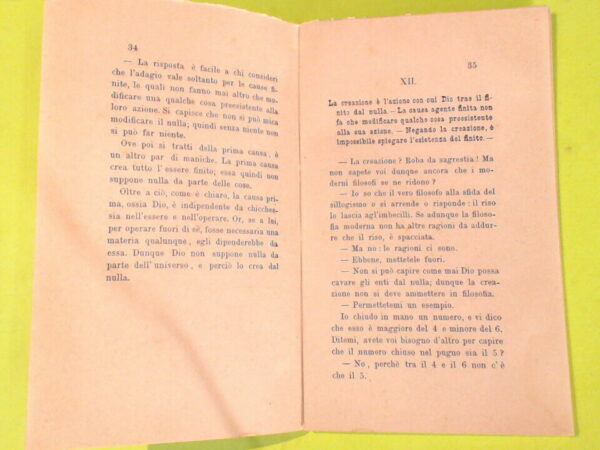 34
— La risposta è facile a chi consideri
che l'adagio vale soltanto per le cause fi-
nite, le quali non fanno mai altro che mo-
dificare una qualche cosa preesistente alla
loro azione. Si capisce che non si può mica
modificare il nulla; quindi senza niente non
si può far niente.
Ove poi si tratti della prima causa, è
un altro par di maniche. La prima causa
crea tutto l'essere finito; essa quindi non
suppone nulla da parte delle cose.
Oltre a ciò, come è chiaro, la causa pri-
ma, ossia Dio, è indipendente da chicches-
sia nell'essere e nell'operare. Or, se a lui,
per operare fuori di sè, fosse necessaria una
materia qualunque, egli dipenderebbe da
essa. Dunque Dio non suppone nulla da
parte dell'universo, e perciò lo crea dal
nulla.
35
XII.
La creazione è l'azione con cui Dio trae il fi-
nito dal nulla. — La causa agente finita non
fa che modificare qualche cosa preesistente
alla sua azione. — Negando la creazione, è
impossibile spiegare l'esistenza del finito. —
— La creazione? Roba da sagrestia! Ma
non sapete voi dunque ancora che i mo-
derni filosofi se ne ridono?
— Io so che il vero filosofo alla sfida del
sillogismo o si arrende o risponde: il riso
lo lascia agl'imbecilli. Se adunque la filoso-
fia moderna non ha altre ragioni da addur-
re che il riso, è spacciata.
— Ma no: le ragioni ci sono.
— Ebbene, mettetele fuori.
— Non si può capire come mai Dio possa
cavare gli enti dal nulla; dunque la crea-
zione non si deve ammettere in filosofia.
— Permettetemi un esempio.
Io chiudo in mano un numero, e vi dico
che esso è maggiore del 4 e minore del 6.
Ditemi, avete voi bisogno d'altro per capire
che il numero chiuso nel pugno sia il 5?
— No, perchè tra il 4 e il 6 non c'è
che il 5.